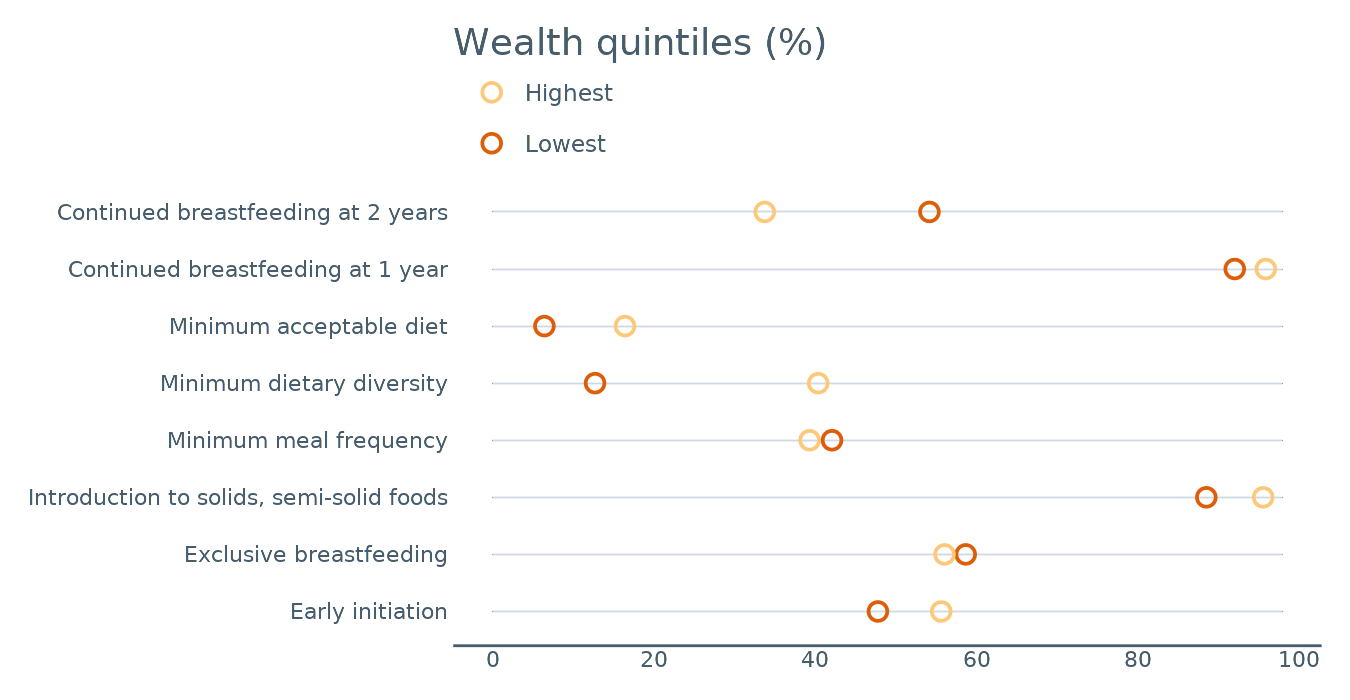 Wealth quintiles (%)
Highest
Lowest
Continued breastfeeding at 2 years
Continued breastfeeding at 1 year
Minimum acceptable diet
Minimum dietary diversity
Minimum meal frequency
Introduction to solids, semi-solid foods
Exclusive breastfeeding
Early initiation
0 20 40 60 80 100